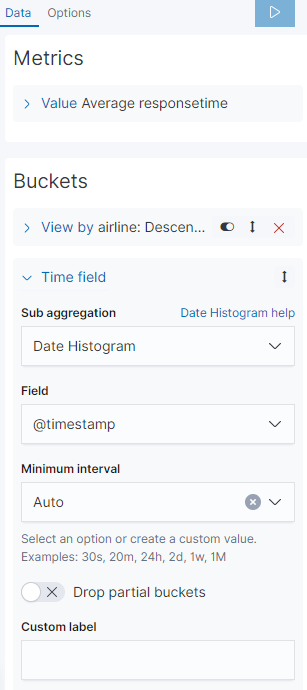 Data Options
Metrics
Value Average responsetime
Buckets
View by airline: Descen...
Time field
Sub aggregation Date Histogram help
Date Histogram
Field
@timestamp
Minimum interval
Auto
Select an option or create a custom value.
Examples: 30s, 20m, 24h, 2d, 1w, 1M
Drop partial buckets
Custom label